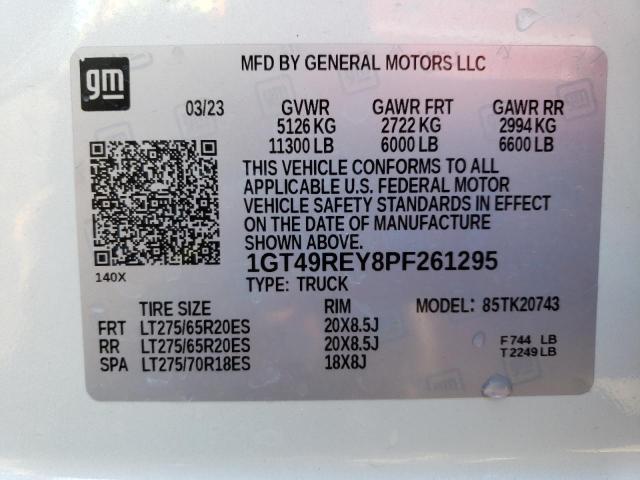 gm
MFD BY GENERAL MOTORS LLC
03/23 GVWR GAWR FRT GAWR RR
5126 KG 2722 KG 2994 KG
11300 LB 6000 LB 6600 LB
THIS VEHICLE CONFORMS TO ALL
APPLICABLE U.S. FEDERAL MOTOR
VEHICLE SAFETY STANDARDS IN EFFECT
ON THE DATE OF MANUFACTURE
SHOWN ABOVE.
140X
1GT49REY8PF261295
TYPE: TRUCK
TIRE SIZE RIM MODEL: 85TK20743
FRT LT275/65R20ES 20X8.5J
RR LT275/65R20ES 20X8.5J
SPA LT275/70R18ES 18X8J
F744 LB
T2249 LB